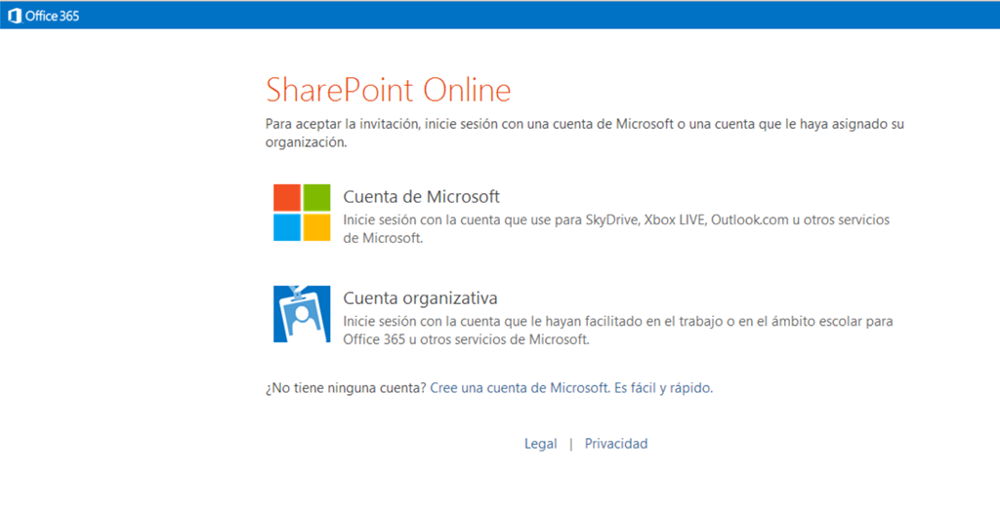 Office 365
SharePoint Online
Para aceptar la invitación, inicie sesión con una cuenta de Microsoft o una cuenta que le haya asignado su
organización.
Cuenta de Microsoft
Inicie sesión con la cuenta que use para SkyDrive, Xbox LIVE, Outlook.com u otros servicios
de Microsoft.
Cuenta organizativa
Inicie sesión con la cuenta que le hayan facilitado en el trabajo o en el ámbito escolar para
Office 365 u otros servicios de Microsoft.
¿No tiene ninguna cuenta? Cree una cuenta de Microsoft. Es fácil y rápido.
Legal | Privacidad